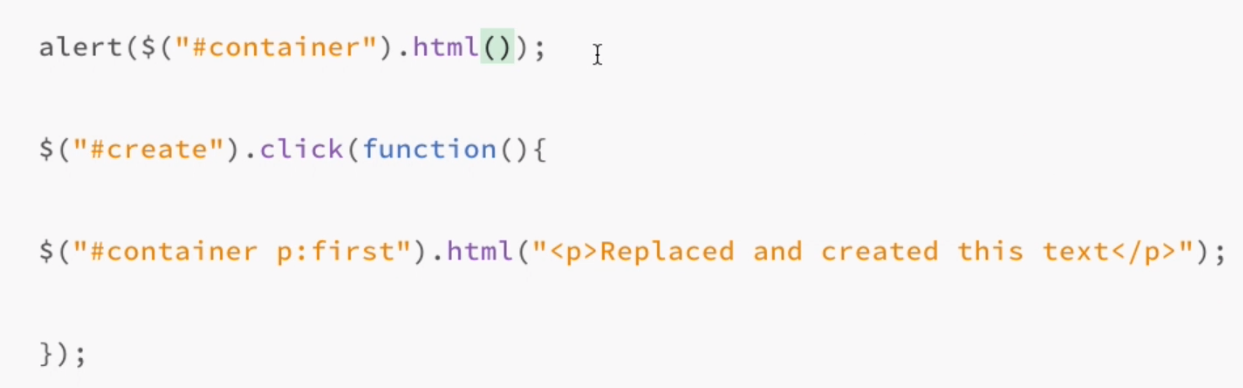 alert($("#container").html());
$("#create").click(function(){
$("#container p:first").html("<p>Replaced and created this text</p>");
});